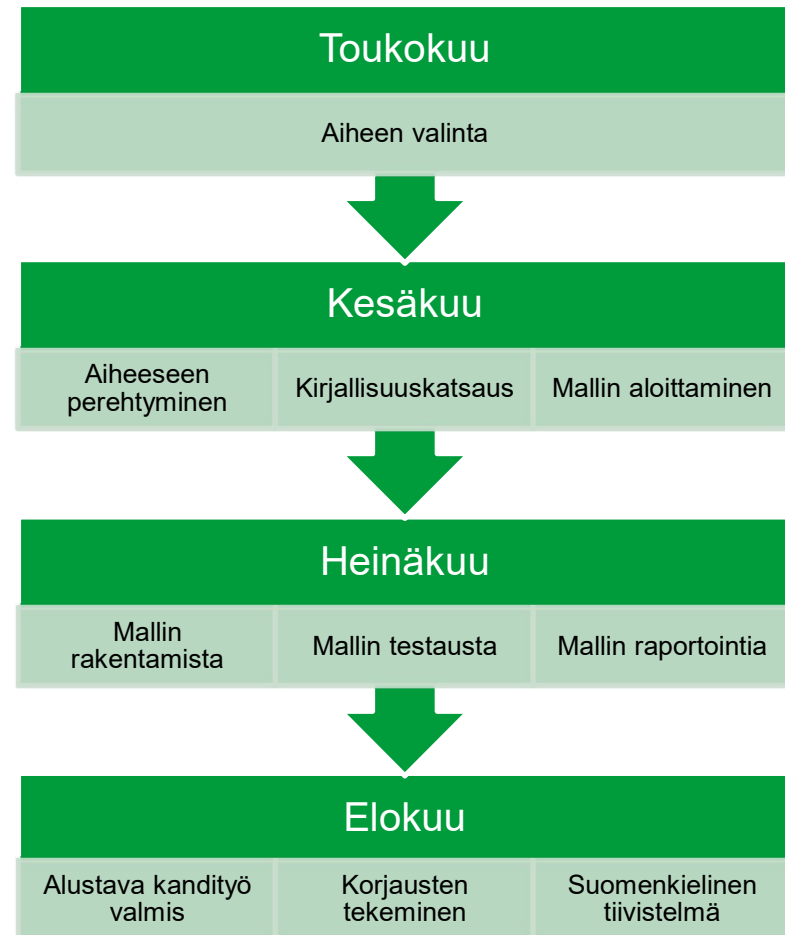 Toukokuu
Aiheen valinta
Kesäkuu
Aiheeseen
perehtyminen
Kirjallisuuskatsaus
Mallin aloittaminen
Heinäkuu
Mallin
rakentamista
Mallin testausta
Mallin raportointia
Elokuu
Alustava kandityö
valmis
Korjausten
tekeminen
Suomenkielinen
tiivistelmä